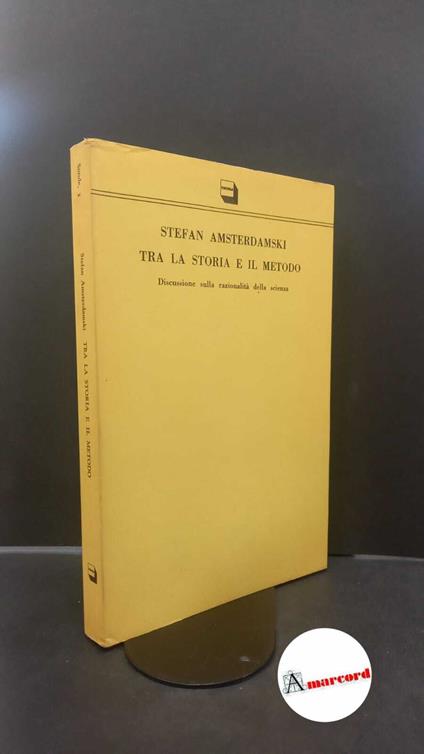 STEFAN AMSTERDAMSKI
TRA LA STORIA E IL METODO
Discussione sulla razionalità della scienza
Stefan Amsterdamski TRA LA STORIA E IL METODO
Amarcord